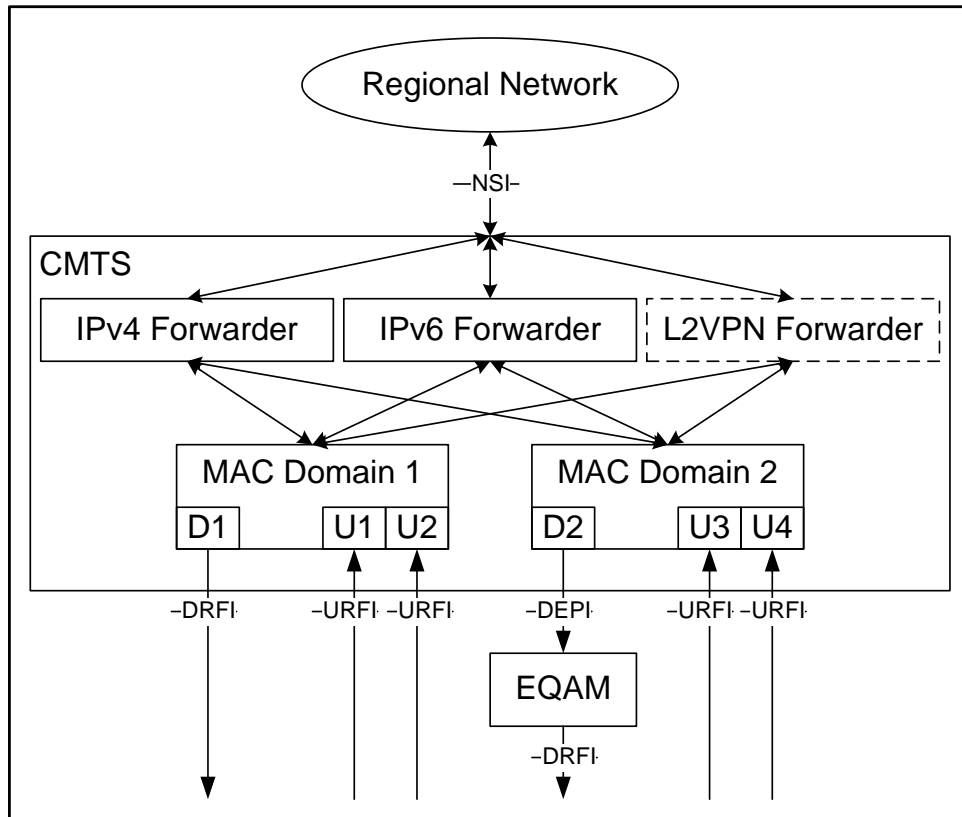 Regional Network
NSI
CMTS
IPv4 Forwarder
IPv6 Forwarder
L2VPN Forwarder
MAC Domain 1
MAC Domain 2
D1
U1
U2
D2
U3
U4
DRFI
URFI
URFI
DEPI
URFI
URFI
EQAM
DRFI